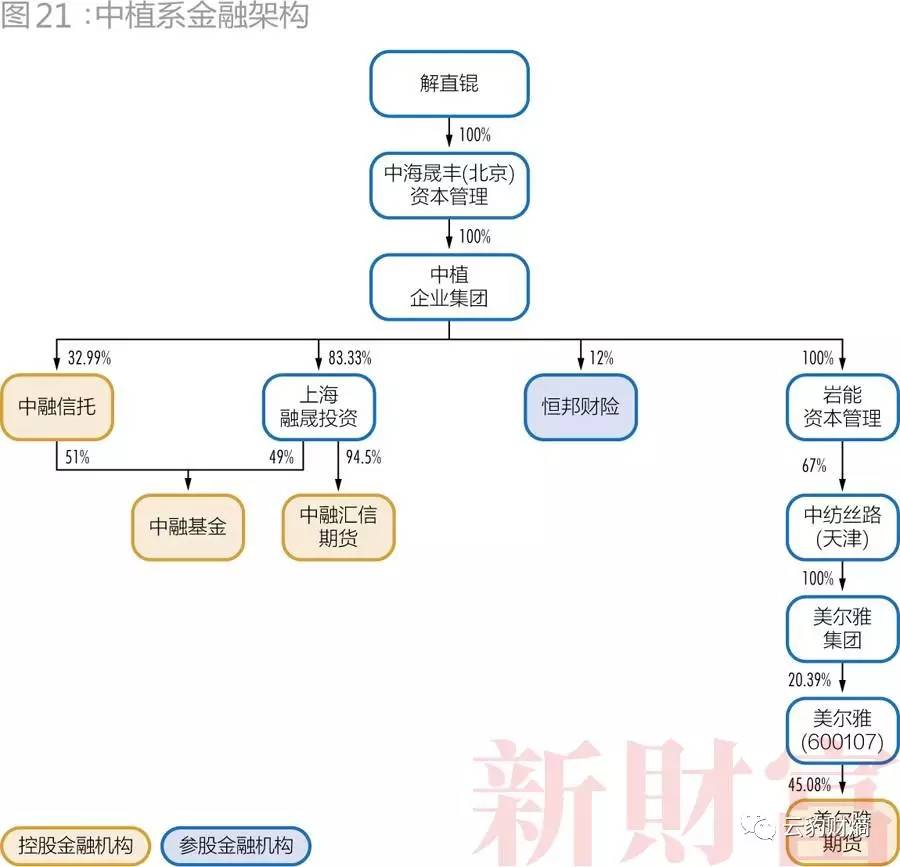 图21：中植系金融架构
解直锟
100%
中海晟丰(北京)
资本管理
100%
中植
企业集团
32.99%
83.33%
12%
100%
中融信托
上海
融晟投资
恒邦财险
岩能
资本管理
51%
49%
94.5%
67%
中融基金
中融汇信
期货
中纺丝路
(天津)
100%
美尔雅
集团
20.39%
美尔雅
(600107)
45.08%
美尔雅
期货
新財富
云豹财情
控股金融机构
参股金融机构